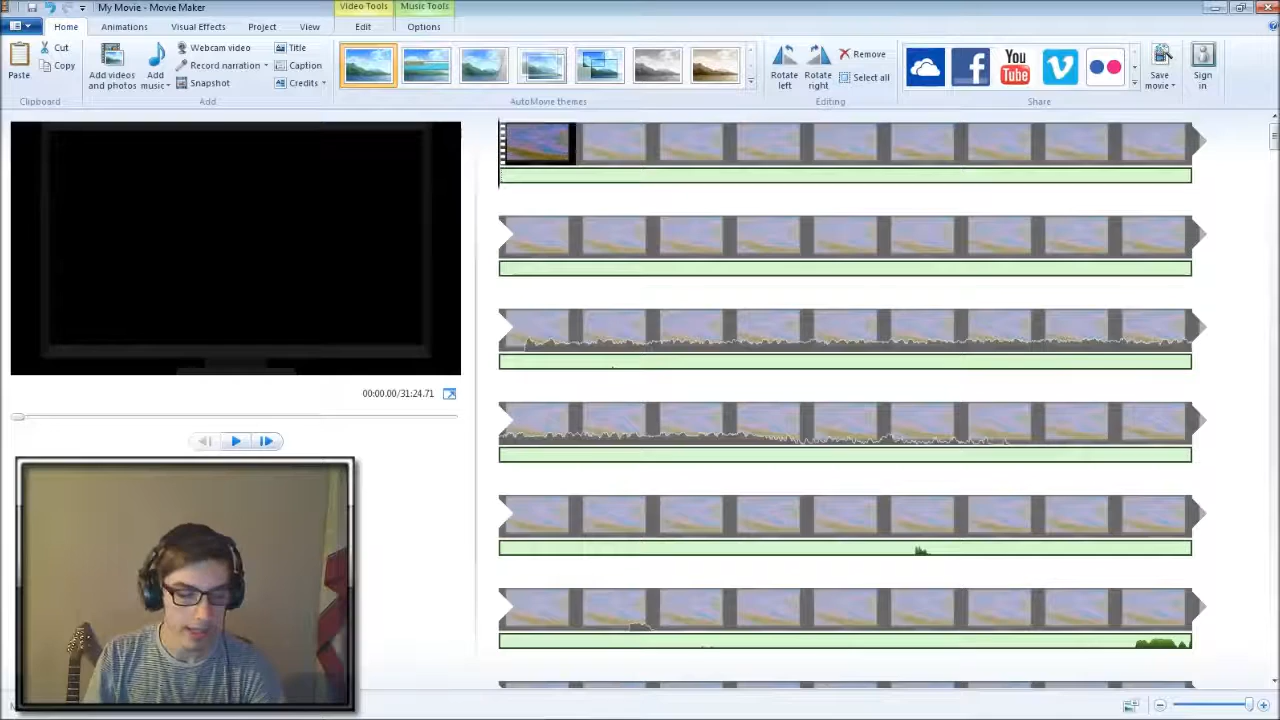 My Movie - Movie Maker
Video Tools
Music Tools
Home
Animations
Visual Effects
Project
View
Edit
Options
Paste
Cut
Copy
Clipboard
Add videos and photos
Add music
Webcam video
Record narration
Snapshot
Title
Caption
Credits
Add
AutoMovie themes
Rotate left
Rotate right
Remove
Select all
Editing
You Tube
Share
Save movie
Sign in
00:00.00/31:24.71